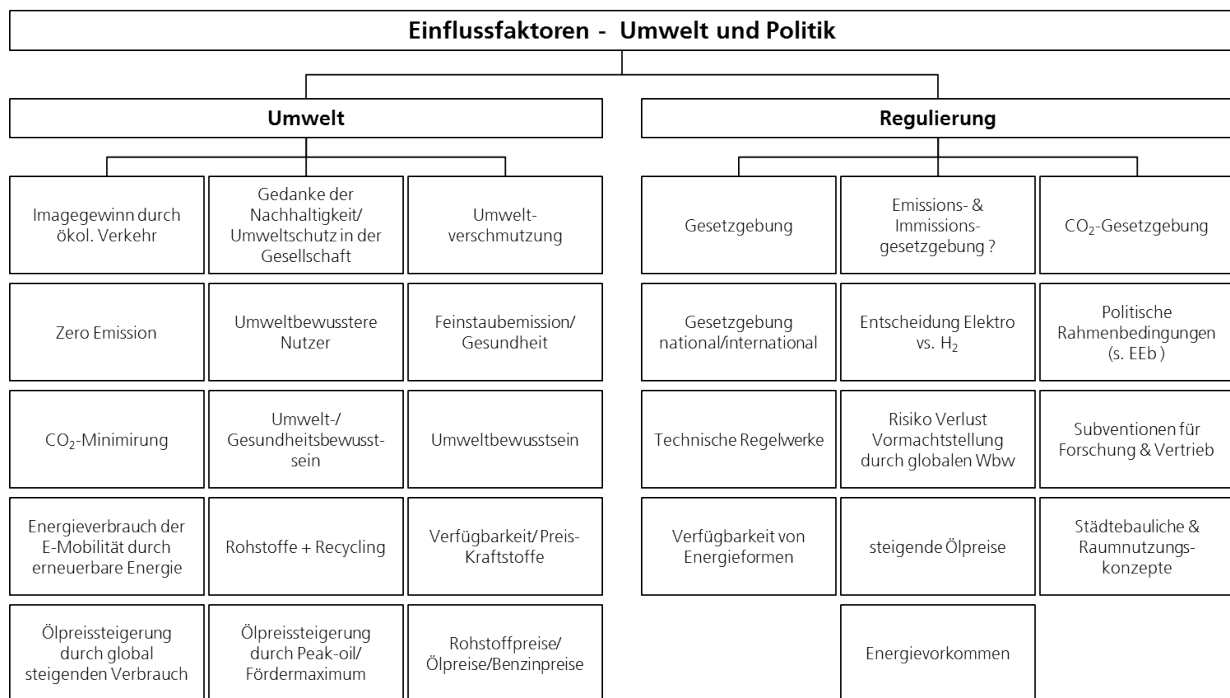 Einflussfaktoren - Umwelt und Politik
Umwelt
Regulierung
Imagegewinn durch
ökol. Verkehr
Gedanke der
Nachhaltigkeit/
Umweltschutz in der
Gesellschaft
Umwelt-
verschmutzung
Gesetzgebung
Emissions- &
Immissions-
gesetzgebung ?
CO₂-Gesetzgebung
Zero Emission
Umweltbewusstere
Nutzer
Feinstaubemission/
Gesundheit
Gesetzgebung
national/international
Entscheidung Elektro
vs. H₂
Politische
Rahmenbedingungen
(s. EEb )
CO₂-Minimirung
Umwelt-/
Gesundheitsbewusst-
sein
Umweltbewusstsein
Technische Regelwerke
Risiko Verlust
Vormachtstellung
durch globalen Wbw
Subventionen für
Forschung & Vertrieb
Energieverbrauch der
E-Mobilität durch
erneuerbare Energie
Rohstoffe + Recycling
Verfügbarkeit/ Preis-
Kraftstoffe
Verfügbarkeit von
Energieformen
steigende Ölpreise
Städtebauliche &
Raumnutzungs-
konzepte
Ölpreissteigerung
durch global
steigenden Verbrauch
Ölpreissteigerung
durch Peak-oil/
Fördermaximum
Rohstoffpreise/
Ölpreise/Benzinpreise
Energievorkommen